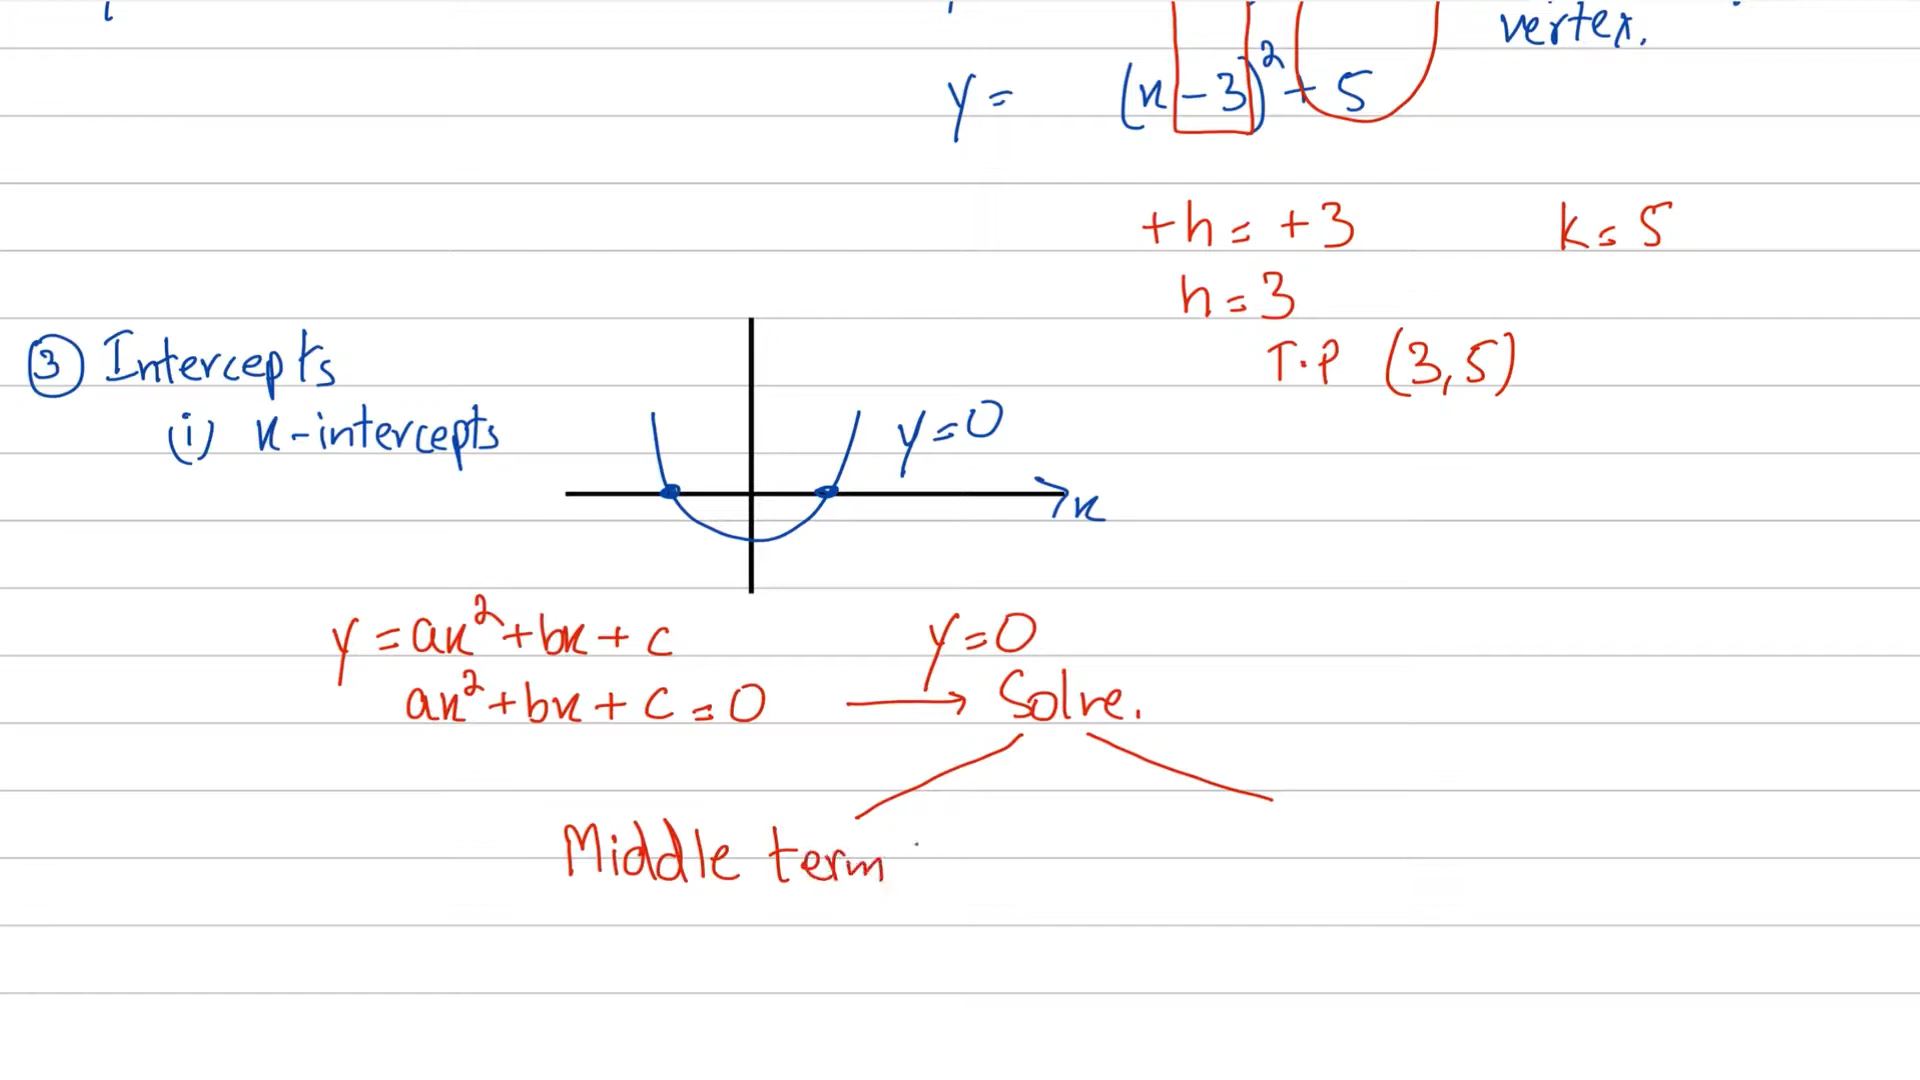 vertex.
y = (x - 3)² + 5
+h = +3 k = 5
h = 3
③ Intercepts
T.P (3, 5)
(i) x-intercepts
y = 0
x
y = ax² + bx + c y = 0
ax² + bx + c = 0 → Solve.
Middle term